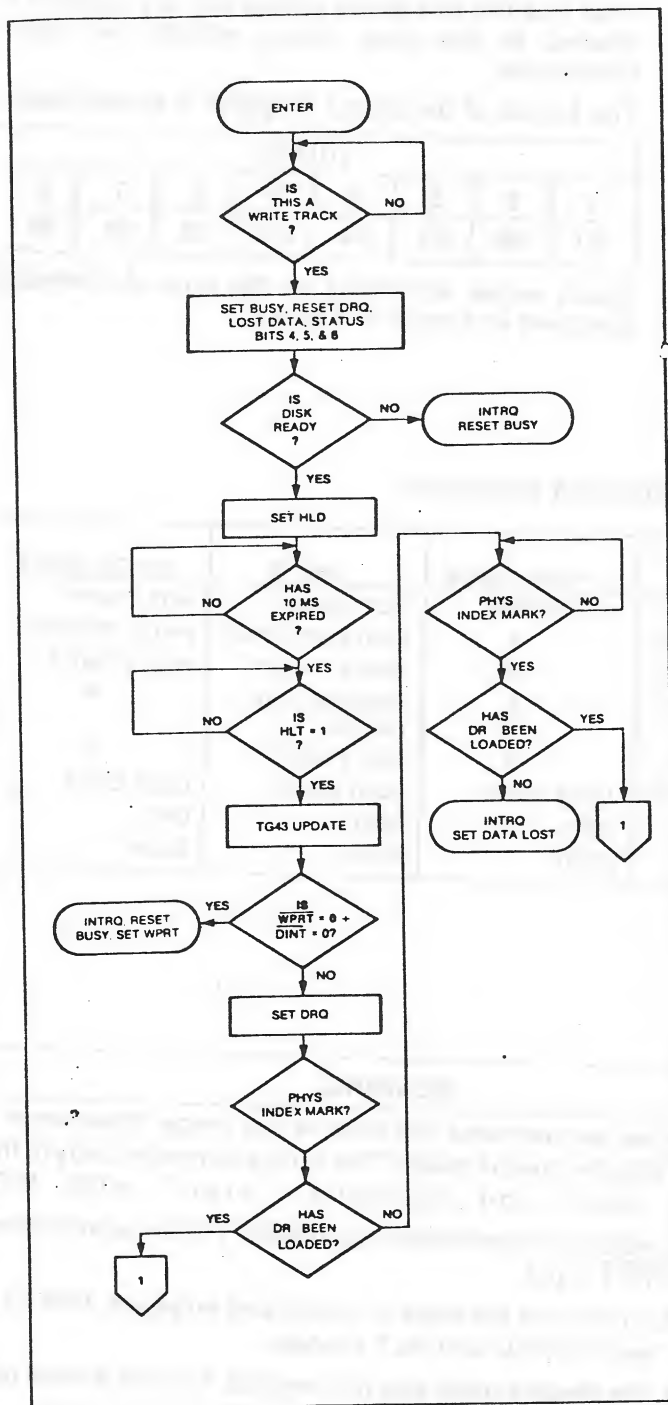 ENTER
IS
THIS A
WRITE TRACK
?
NO
YES
SET BUSY, RESET DRQ,
LOST DATA, STATUS
BITS 4, 5, & 6
IS
DISK
READY
?
NO
INTRQ
RESET BUSY
YES
SET HLD
HAS
10 MS
EXPIRED
?
NO
YES
IS
HLT = 1
?
NO
YES
TG43 UPDATE
IS
WPRT = 0 +
DINT = 0?
YES
INTRQ, RESET
BUSY, SET WPRT
NO
SET DRQ
PHYS
INDEX MARK?
HAS
DR BEEN
LOADED?
YES
NO
1
PHYS
INDEX MARK?
NO
YES
HAS
DR BEEN
LOADED?
YES
NO
INTRQ
SET DATA LOST
1